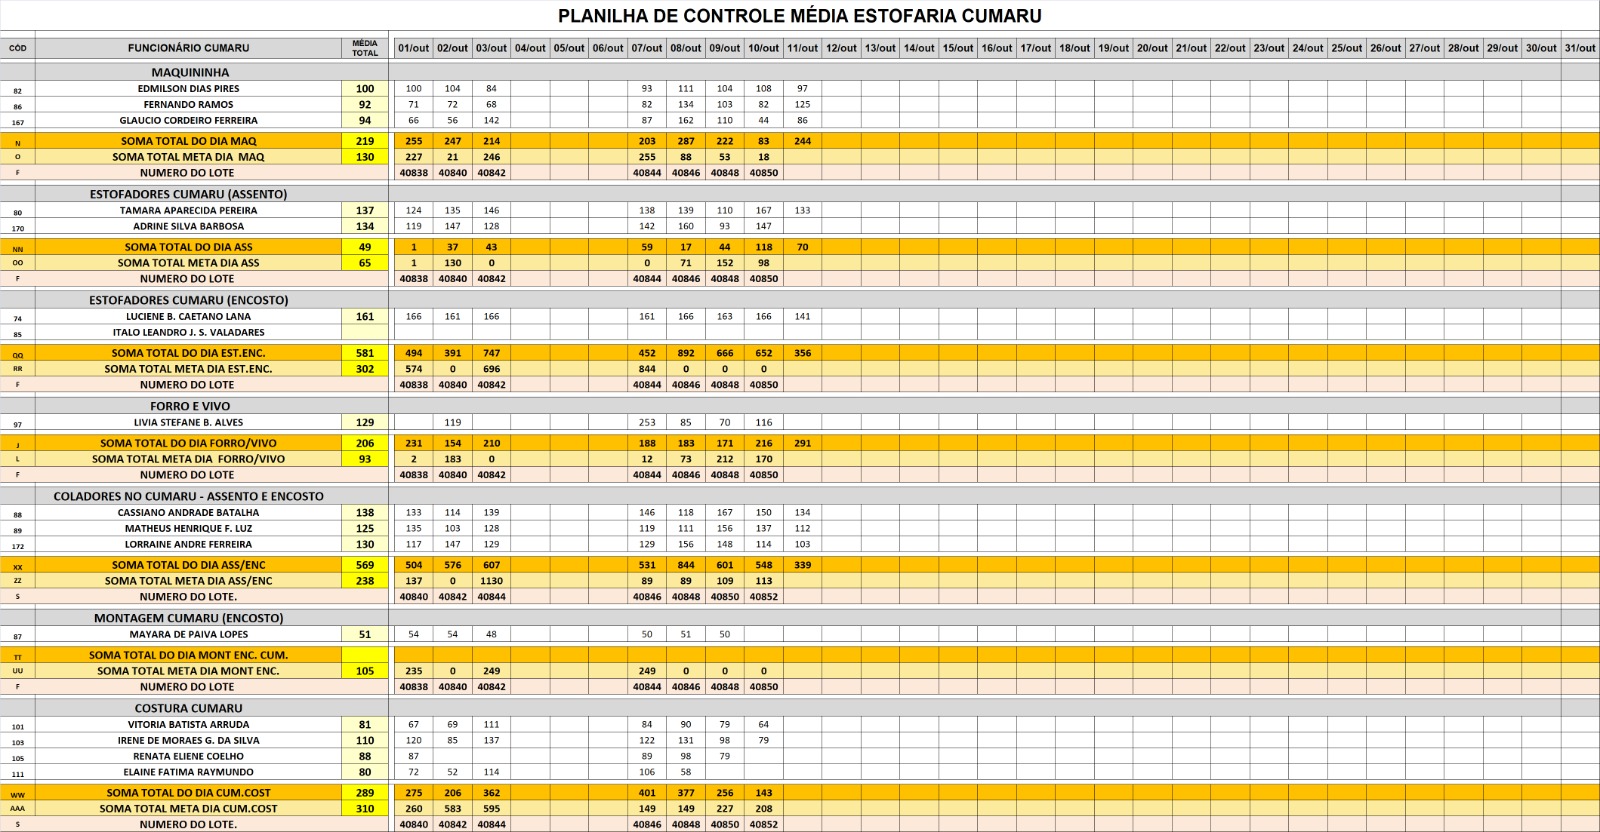 PLANILHA DE CONTROLE MÉDIA ESTOFARIA CUMARU
CÓD FUNCIONÁRIO CUMARU MÉDIA TOTAL 01/out 02/out 03/out 04/out 05/out 06/out 07/out 08/out 09/out 10/out 11/out 12/out 13/out 14/out 15/out 16/out 17/out 18/out 19/out 20/out 21/out 22/out 23/out 24/out 25/out 26/out 27/out 28/out 29/out 30/out 31/out
MAQUININHA
82 EDMILSON DIAS PIRES 100 100 104 84 93 111 104 108 97
86 FERNANDO RAMOS 92 71 72 68 82 134 103 82 125
167 GLAUCIO CORDEIRO FERREIRA 94 66 56 142 87 162 110 44 86
N SOMA TOTAL DO DIA MAQ 219 255 247 214 203 287 222 83 244
O SOMA TOTAL META DIA MAQ 130 227 21 246 255 88 53 18
F NUMERO DO LOTE 40838 40840 40842 40844 40846 40848 40850
ESTOFADORES CUMARU (ASSENTO)
80 TAMARA APARECIDA PEREIRA 137 124 135 146 138 139 110 167 133
170 ADRINE SILVA BARBOSA 134 119 147 128 142 160 93 147
NN SOMA TOTAL DO DIA ASS 49 1 37 43 59 17 44 118 70
OO SOMA TOTAL META DIA ASS 65 1 130 0 0 71 152 98
F NUMERO DO LOTE 40838 40840 40842 40844 40846 40848 40850
ESTOFADORES CUMARU (ENCOSTO)
74 LUCIENE B. CAETANO LANA 161 166 161 166 161 166 163 166 141
85 ITALO LEANDRO J. S. VALADARES
QQ SOMA TOTAL DO DIA EST.ENC. 581 494 391 747 452 892 666 652 356
RR SOMA TOTAL META DIA EST.ENC. 302 574 0 696 844 0 0 0
F NUMERO DO LOTE 40838 40840 40842 40844 40846 40848 40850
FORRO E VIVO
97 LIVIA STEFANE B. ALVES 129 119 253 85 70 116
J SOMA TOTAL DO DIA FORRO/VIVO 206 231 154 210 188 183 171 216 291
L SOMA TOTAL META DIA FORRO/VIVO 93 2 183 0 12 73 212 170
F NUMERO DO LOTE 40838 40840 40842 40844 40846 40848 40850
COLADORES NO CUMARU - ASSENTO E ENCOSTO
88 CASSIANO ANDRADE BATALHA 138 133 114 139 146 118 167 150 134
89 MATHEUS HENRIQUE F. LUZ 125 135 103 128 119 111 156 137 112
172 LORRAINE ANDRE FERREIRA 130 117 147 129 129 156 148 114 103
XX SOMA TOTAL DO DIA ASS/ENC 569 504 576 607 531 844 601 548 339
ZZ SOMA TOTAL META DIA ASS/ENC 238 137 0 1130 89 89 109 113
S NUMERO DO LOTE. 40840 40842 40844 40846 40848 40850 40852
MONTAGEM CUMARU (ENCOSTO)
87 MAYARA DE PAIVA LOPES 51 54 54 48 50 51 50
TT SOMA TOTAL DO DIA MONT ENC. CUM.
UU SOMA TOTAL META DIA MONT ENC. 105 235 0 249 249 0 0 0
F NUMERO DO LOTE 40838 40840 40842 40844 40846 40848 40850
COSTURA CUMARU
101 VITORIA BATISTA ARRUDA 81 67 69 111 84 90 79 64
103 IRENE DE MORAES G. DA SILVA 110 120 85 137 122 131 98 79
105 RENATA ELIENE COELHO 88 87 89 98 79
111 ELAINE FATIMA RAYMUNDO 80 72 52 114 106 58
WW SOMA TOTAL DO DIA CUM.COST 289 275 206 362 401 377 256 143
AAA SOMA TOTAL META DIA CUM.COST 310 260 583 595 149 149 227 208
S NUMERO DO LOTE. 40840 40842 40844 40846 40848 40850 40852